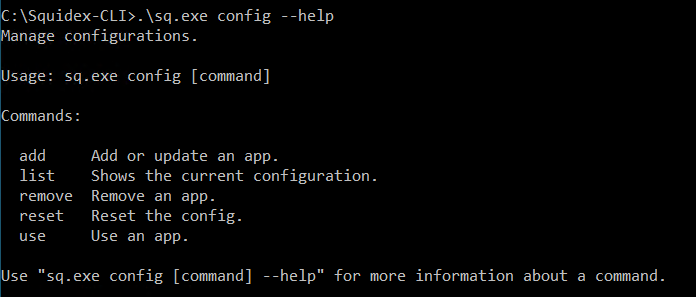 C:\Squidex-CLI>.\sq.exe config --help
Manage configurations.
Usage: sq.exe config [command]
Commands:
add     Add or update an app.
list    Shows the current configuration.
remove  Remove an app.
reset   Reset the config.
use     Use an app.
Use "sq.exe config [command] --help" for more information about a command.